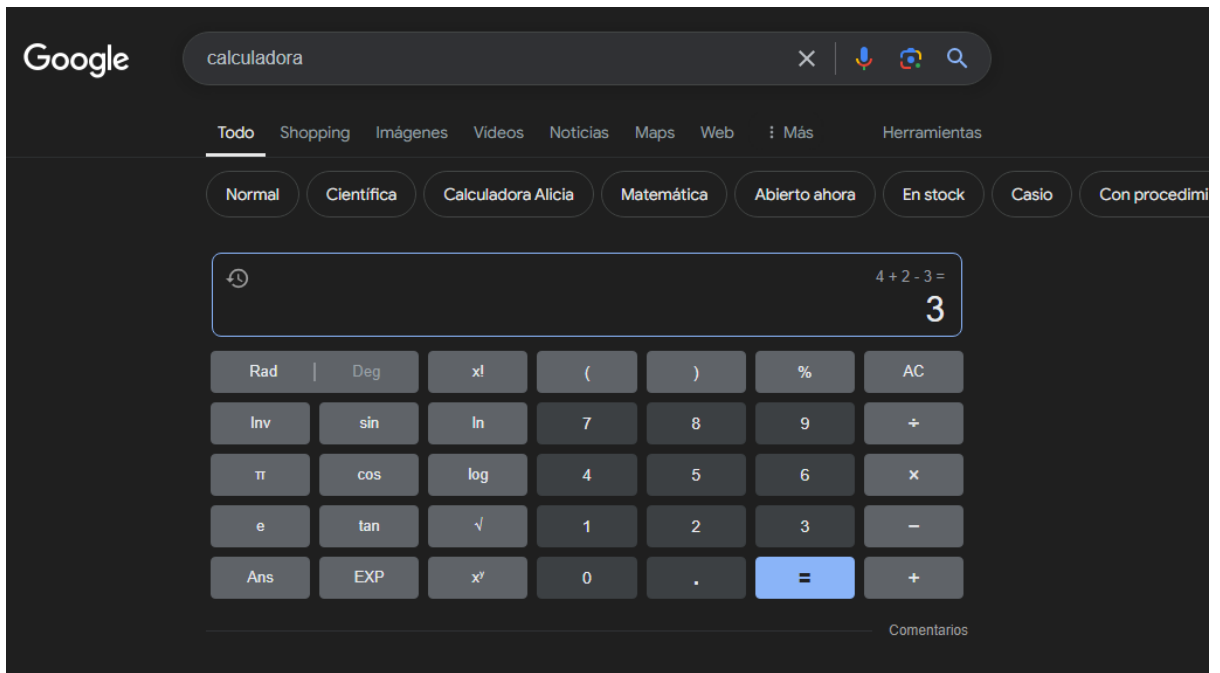 Google
calculadora
Todo Shopping Imágenes Videos Noticias Maps Web Más Herramientas
Normal Científica Calculadora Alicia Matemática Abierto ahora En stock Casio Con procedimi
4 + 2 - 3 =
3
Rad | Deg x! ( ) % AC
Inv sin ln 7 8 9 ÷
π cos log 4 5 6 ×
e tan √ 1 2 3 −
Ans EXP xʸ 0 . = +
Comentarios